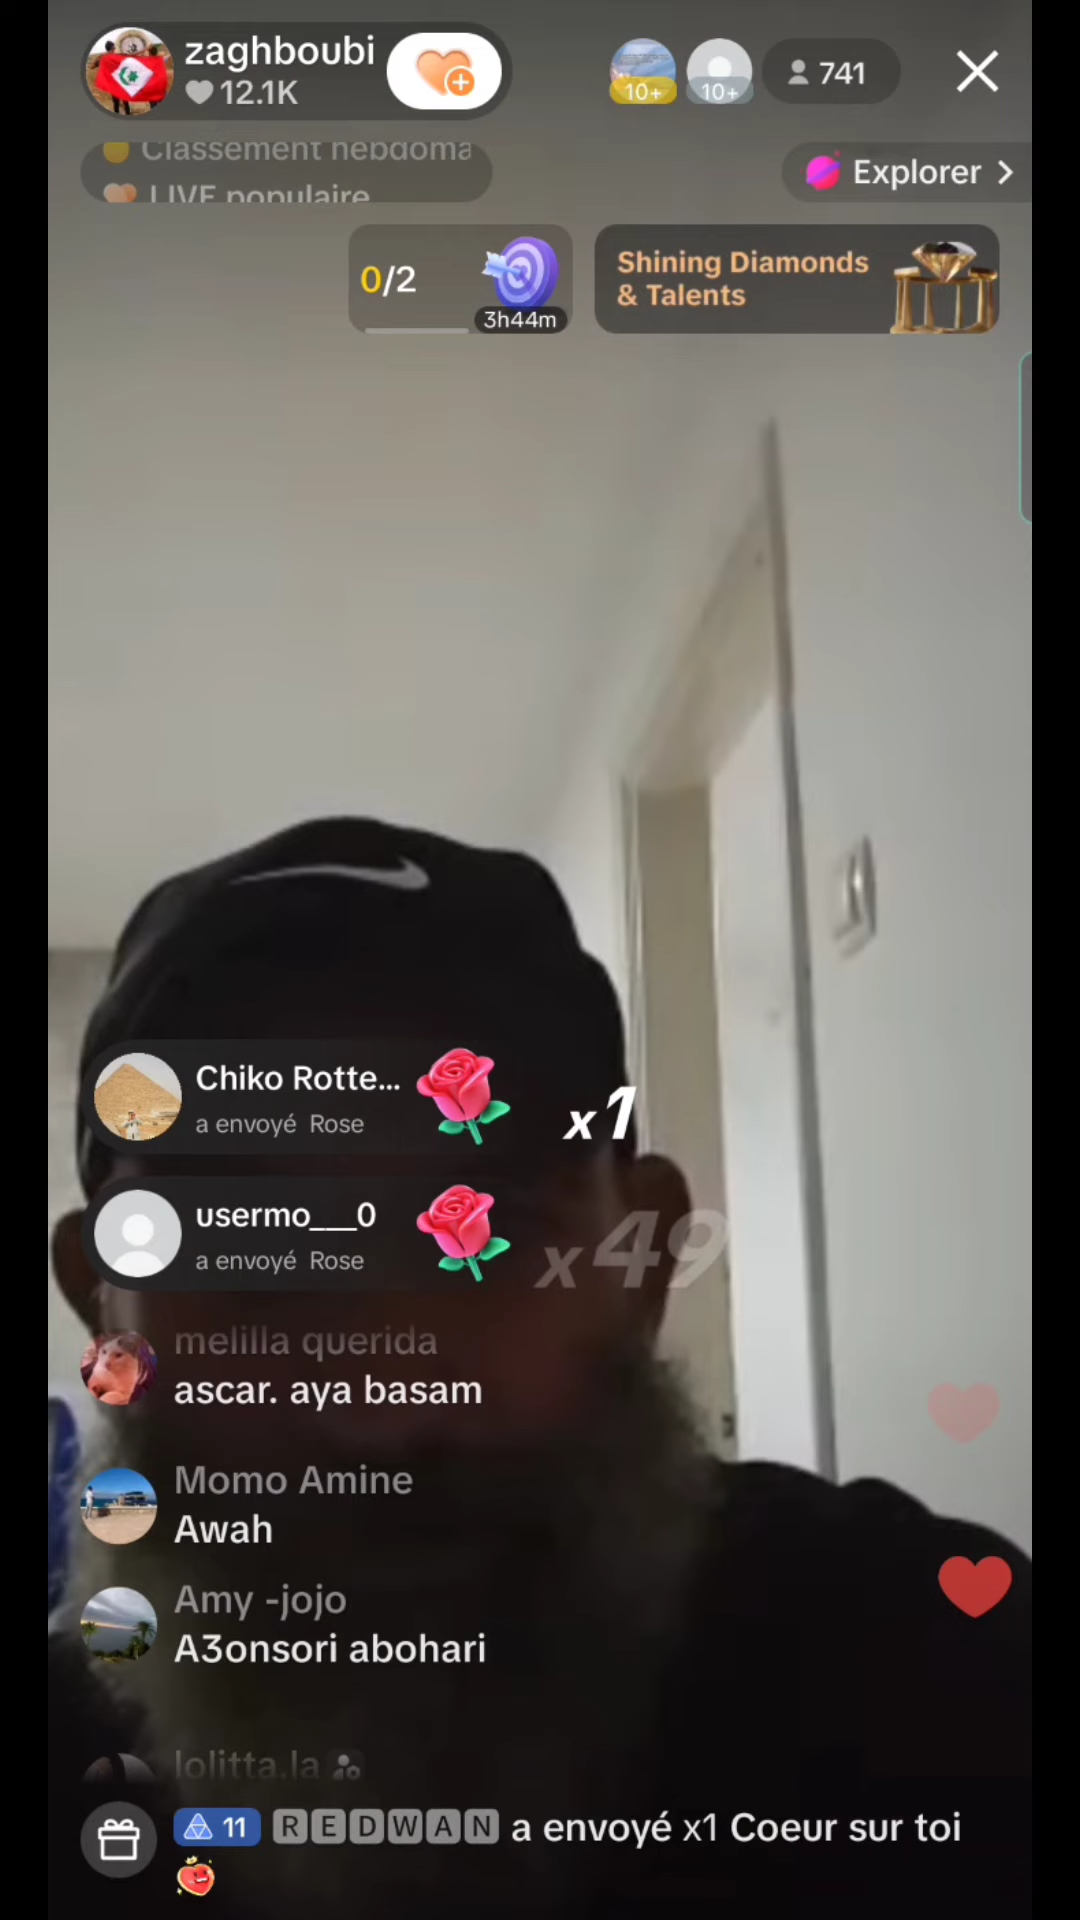 zaghboubi
12.1K
10+
10+
741
Classement hebdoma
LIVE populaire
Explorer
0/2
3h44m
Shining Diamonds
& Talents
Chiko Rotte...
a envoyé Rose
x1
usermo___0
a envoyé Rose
x49
melilla querida
ascar. aya basam
Momo Amine
Awah
Amy -jojo
A3onsori abohari
lolitta.la
11 REDWAN a envoyé x1 Coeur sur toi